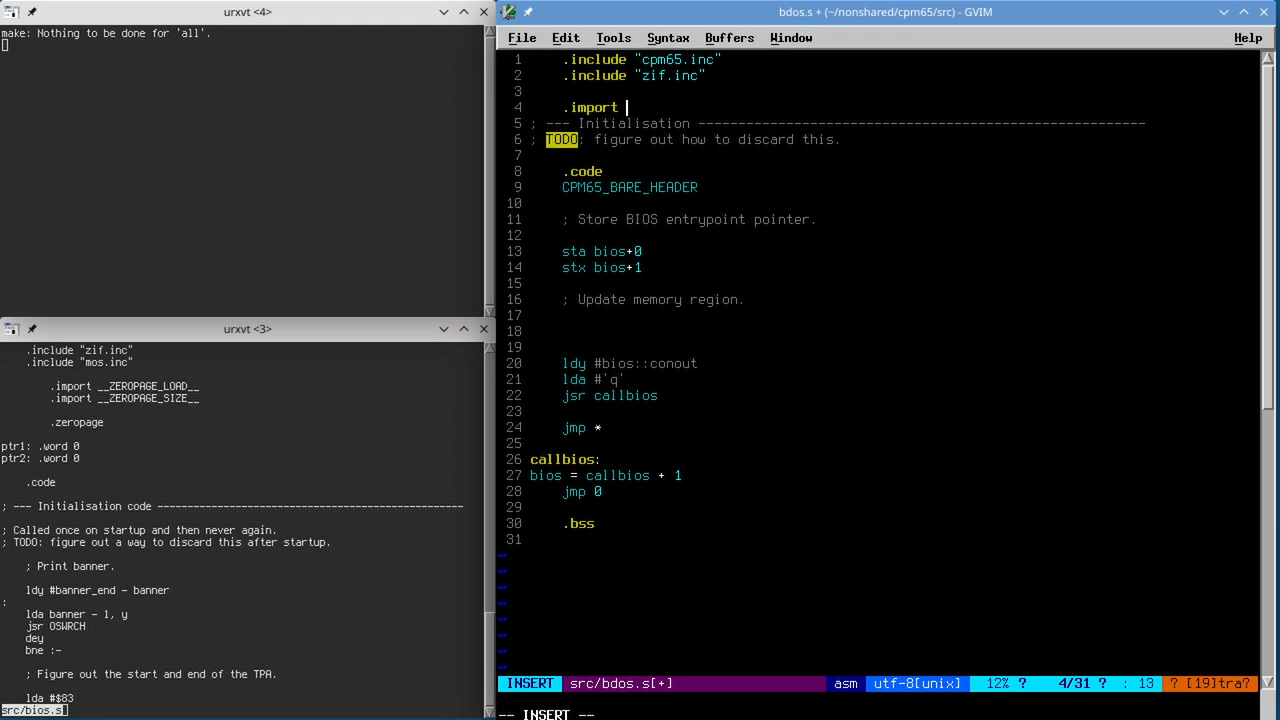 urxvt <4>
make: Nothing to be done for 'all'.
urxvt <3>
.include "zif.inc"
.include "mos.inc"
.import __ZEROPAGE_LOAD__
.import __ZEROPAGE_SIZE__
.zeropage
ptr1: .word 0
ptr2: .word 0
.code
; --- Initialisation code ---------------------------------------------------
; Called once on startup and then never again.
; TODO: figure out a way to discard this after startup.
; Print banner.
ldy #banner_end - banner
:
lda banner - 1, y
jsr OSWRCH
dey
bne :-
; Figure out the start and end of the TPA.
lda #$83
src/bios.s
bdos.s + (~/nonshared/cpm65/src) - GVIM
File Edit Tools Syntax Buffers Window Help
1 .include "cpm65.inc"
2 .include "zif.inc"
3
4 .import
5 ; --- Initialisation --------------------------------------------------------
6 ; TODO: figure out how to discard this.
7
8 .code
9 CPM65_BARE_HEADER
10
11 ; Store BIOS entrypoint pointer.
12
13 sta bios+0
14 stx bios+1
15
16 ; Update memory region.
17
18
19
20 ldy #bios::conout
21 lda #'q'
22 jsr callbios
23
24 jmp *
25
26 callbios:
27 bios = callbios + 1
28 jmp 0
29
30 .bss
31
~
~
~
~
~
~
~
~
INSERT src/bdos.s[+] asm utf-8[unix] 12% ? 4/31 ? : 13 ? [19]tra?
-- INSERT --